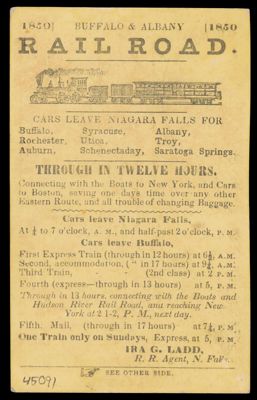 1850] BUFFALO & ALBANY [1850
RAIL ROAD.
CARS LEAVE NIAGARA FALLS FOR
Buffalo, Syracuse, Albany,
Rochester, Utica, Troy,
Auburn, Schenectaday, Saratoga Springs.
THROUGH IN TWELVE HOURS.
Connecting with the Boats to New York, and Cars
to Boston, saving one days time over any other
Eastern Route, and all trouble of changing Baggage.
Cars leave Niagara Falls,
At ¼ to 7 o'clock, A. M., and half-past 2 o'clock, P. M.
Cars leave Buffalo,
First Express Train (through in 12 hours) at 6½ A.M.
Second, accommodation, ( " in 17 hours) at 9½ A.M.
Third Train, (2nd class) at 2 P. M.
Fourth (express—through in 13 hours) at 5, P. M.
Through in 13 hours, connecting with the Boats and
Hudson River Rail Road, and reaching New
York at 2 1-2, P. M., next day.
Fifth. Mail, (through in 17 hours) at P. M.
One Train only on Sundays, Express, at 5, P. M.
IRA G. LADD,
R. R. Agent, N. Falls.
SEE OTHER SIDE.
45091